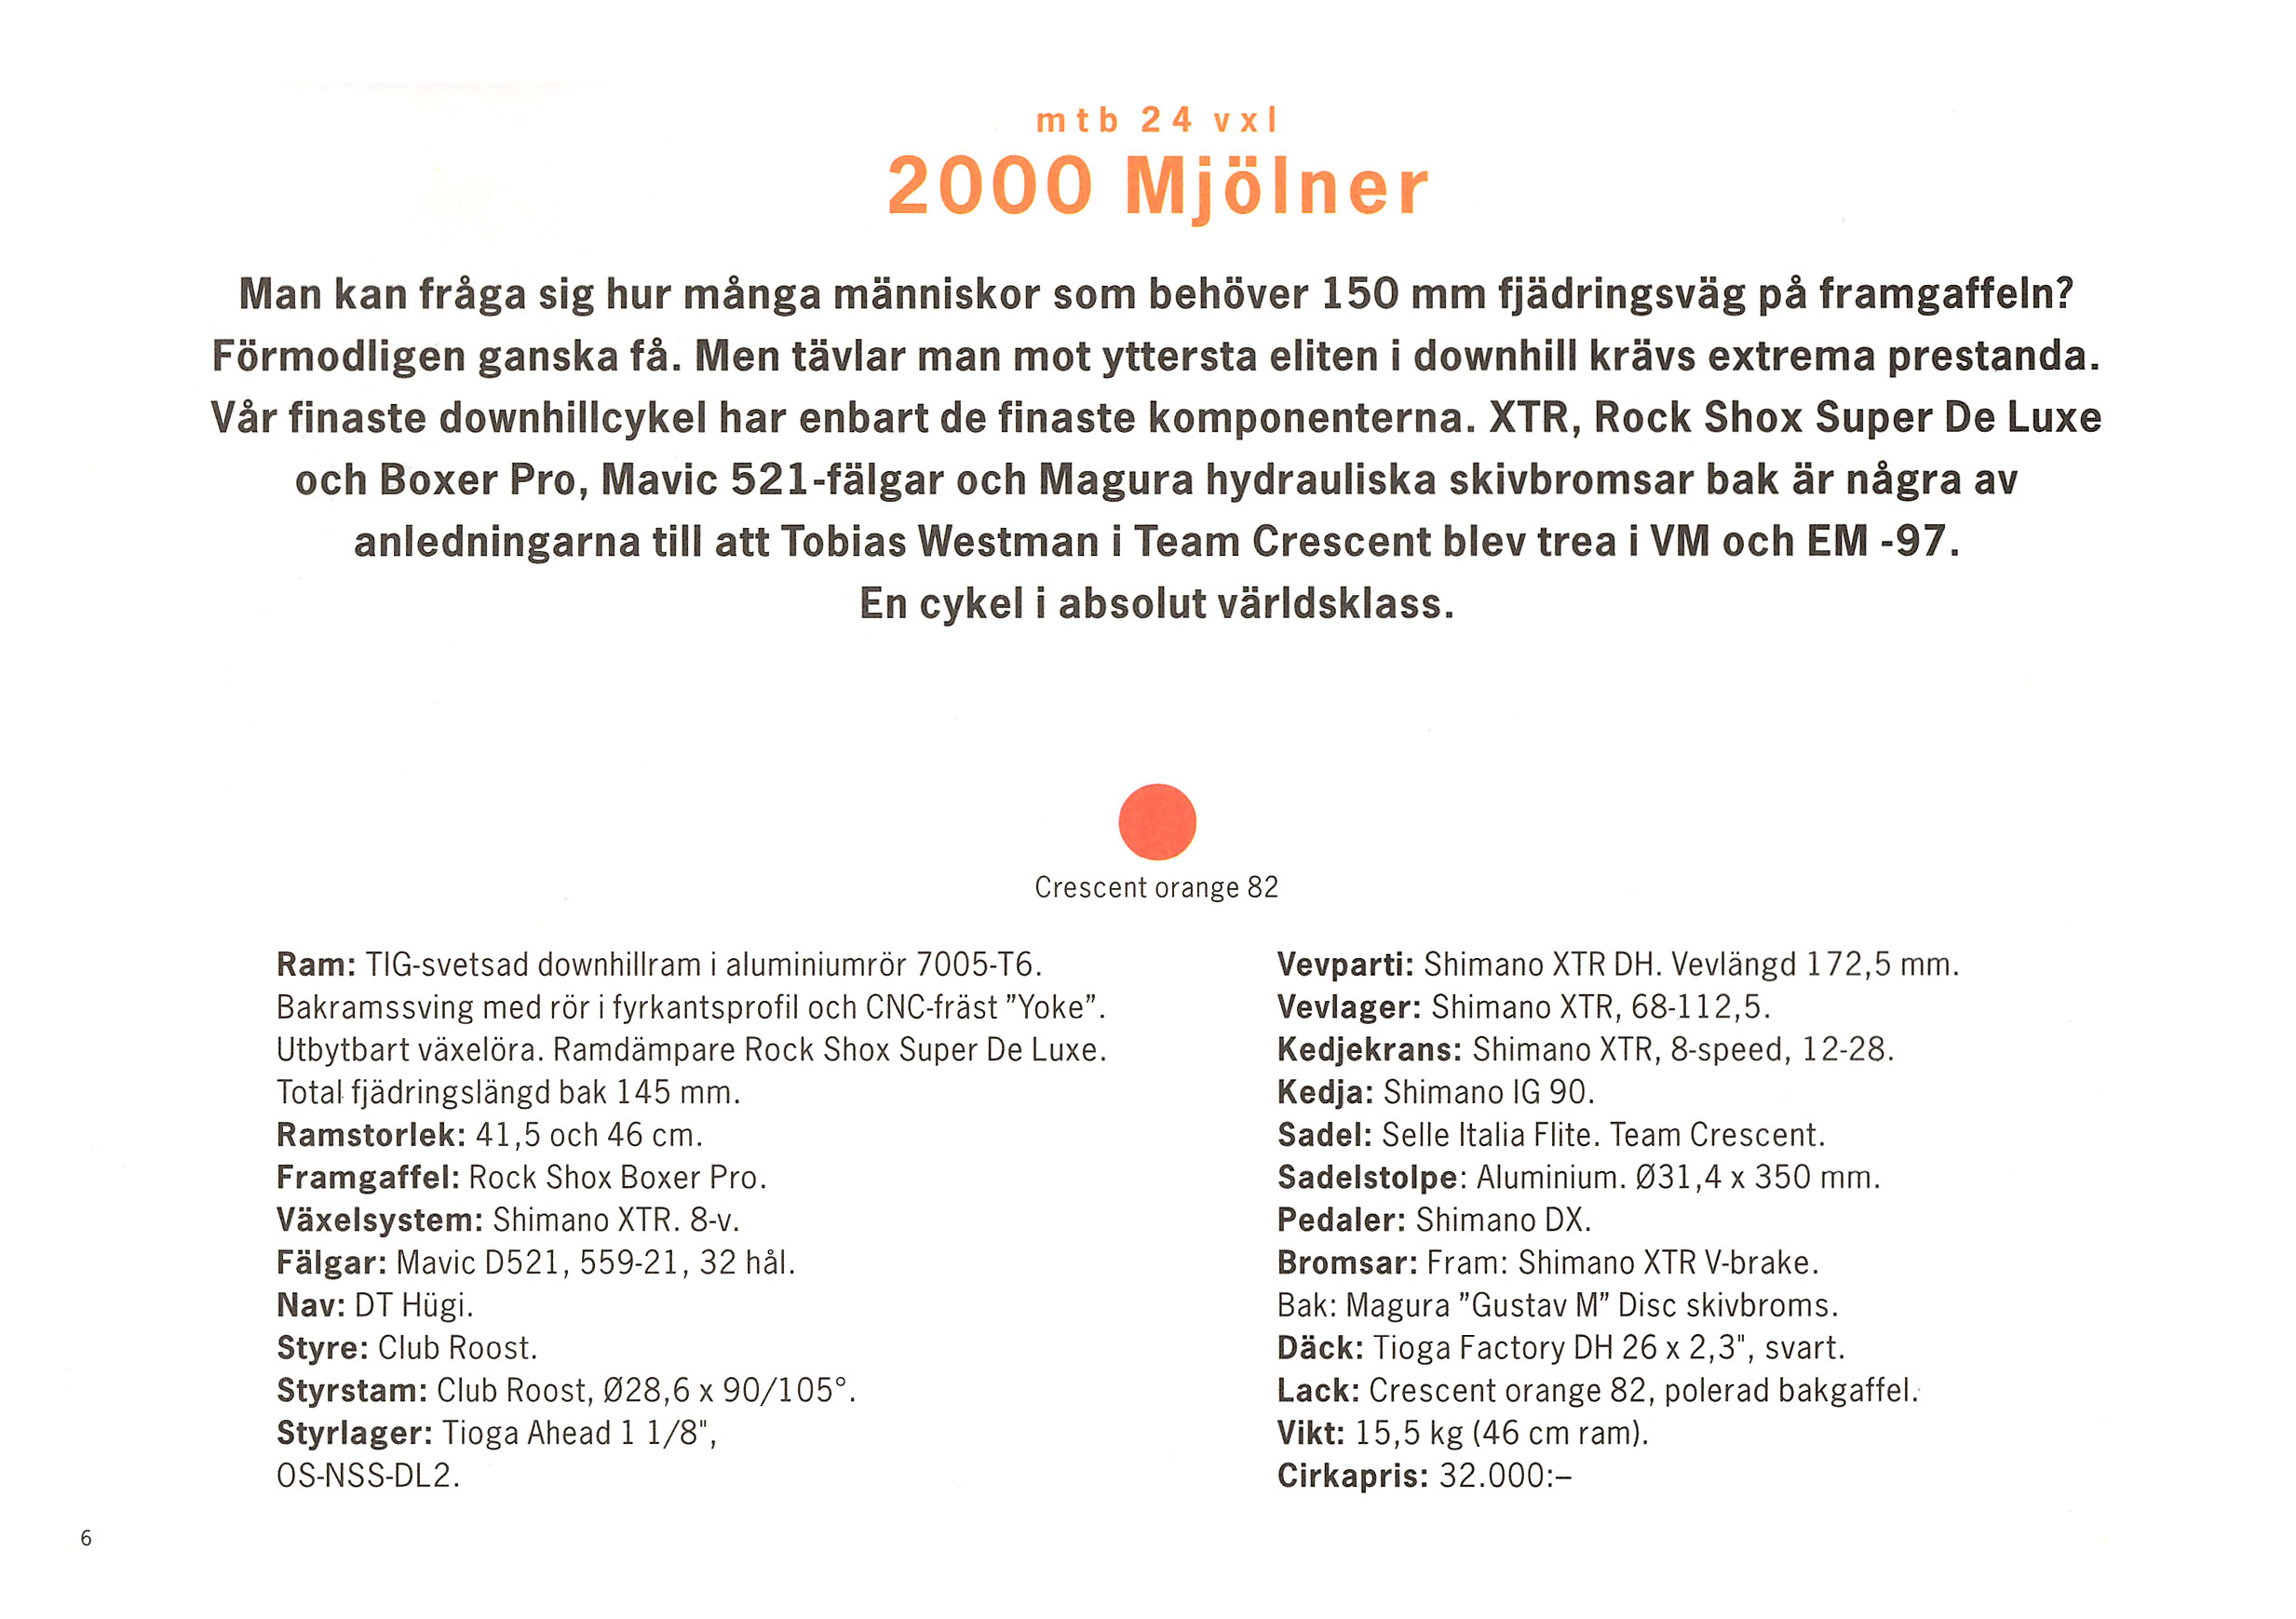 mtb 24 vxl
2000 Mjölner
Man kan fråga sig hur många människor som behöver 150 mm fjädringsväg på framgaffeln?
Förmodligen ganska få. Men tävlar man mot yttersta eliten i downhill krävs extrema prestanda.
Vår finaste downhillcykel har enbart de finaste komponenterna. XTR, Rock Shox Super De Luxe
och Boxer Pro, Mavic 521-fälgar och Magura hydrauliska skivbromsar bak är några av
anledningarna till att Tobias Westman i Team Crescent blev trea i VM och EM -97.
En cykel i absolut världsklass.
Crescent orange 82
Ram: TIG-svetsad downhillram i aluminiumrör 7005-T6.
Bakramssving med rör i fyrkantsprofil och CNC-fräst ”Yoke”.
Utbytbart växelöra. Ramdämpare Rock Shox Super De Luxe.
Total fjädringslängd bak 145 mm.
Ramstorlek: 41,5 och 46 cm.
Framgaffel: Rock Shox Boxer Pro.
Växelsystem: Shimano XTR. 8-v.
Fälgar: Mavic D521, 559-21, 32 hål.
Nav: DT Hügi.
Styre: Club Roost.
Styrstam: Club Roost, Ø28,6 x 90/105°.
Styrlager: Tioga Ahead 1 1/8",
OS-NSS-DL2.
Vevparti: Shimano XTR DH. Vevlängd 172,5 mm.
Vevlager: Shimano XTR, 68-112,5.
Kedjekrans: Shimano XTR, 8-speed, 12-28.
Kedja: Shimano IG 90.
Sadel: Selle Italia Flite. Team Crescent.
Sadelstolpe: Aluminium. Ø31,4 x 350 mm.
Pedaler: Shimano DX.
Bromsar: Fram: Shimano XTR V-brake.
Bak: Magura ”Gustav M” Disc skivbroms.
Däck: Tioga Factory DH 26 x 2,3", svart.
Lack: Crescent orange 82, polerad bakgaffel.
Vikt: 15,5 kg (46 cm ram).
Cirkapris: 32.000:–
6